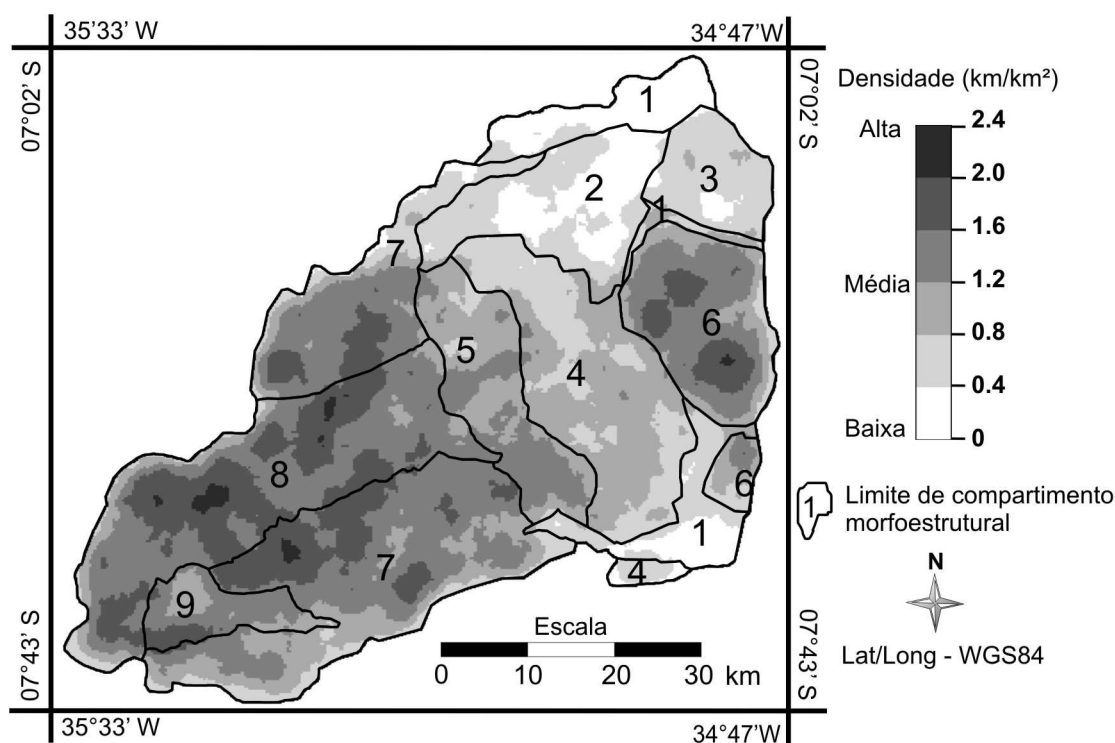 35'33' W
34°47'W
07°02' S
07°02' S
Densidade (km/km²)
Alta
2.4
2.0
1.6
Média
1.2
0.8
0.4
Baixa
0
1
2
3
1
7
6
5
4
8
6
1
7
4
9
1
Limite de compartimento
morfoestrutural
N
Lat/Long - WGS84
Escala
0 10 20 30 km
07°43' S
07°43' S
35°33' W
34°47'W